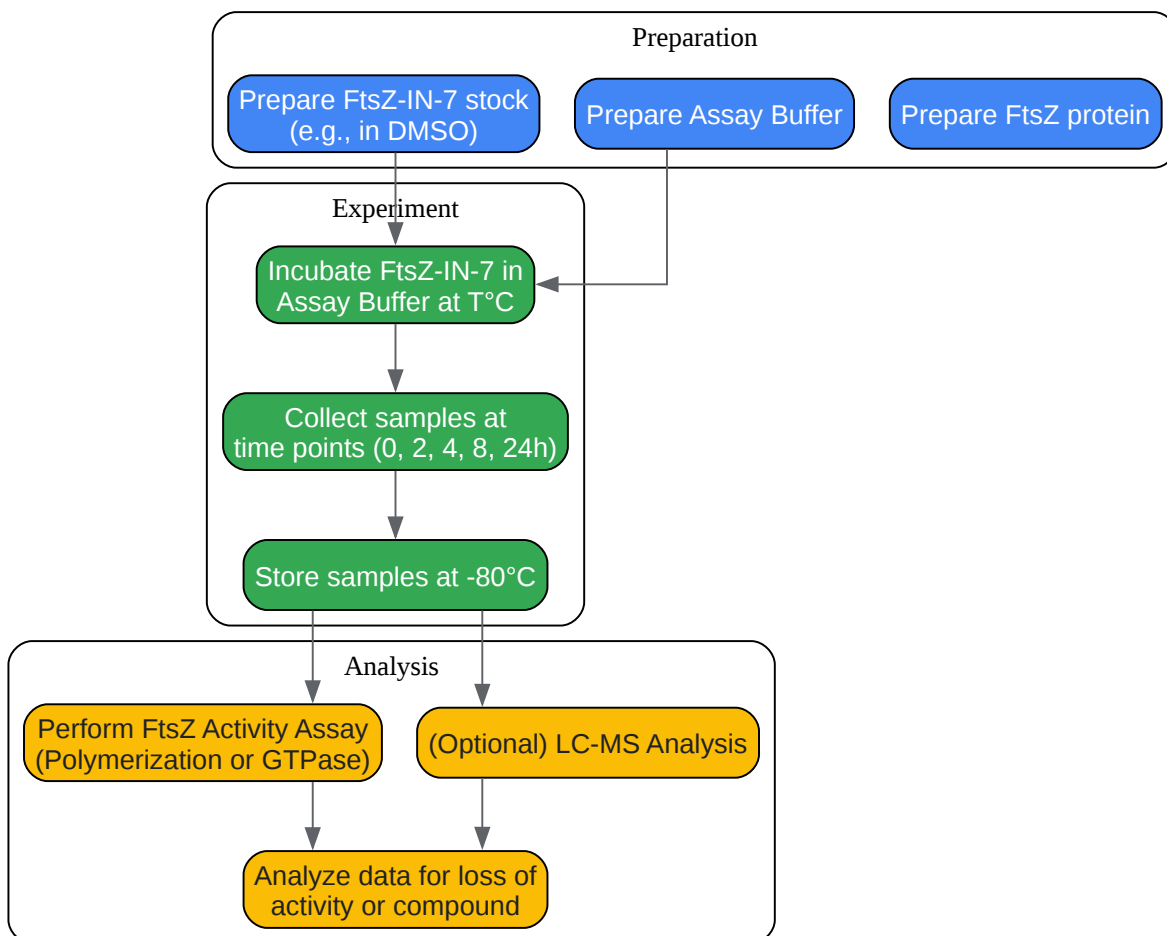 Preparation
Prepare FtsZ-IN-7 stock
(e.g., in DMSO)
Prepare Assay Buffer
Prepare FtsZ protein
Experiment
Incubate FtsZ-IN-7 in
Assay Buffer at T°C
Collect samples at
time points (0, 2, 4, 8, 24h)
Store samples at -80°C
Analysis
Perform FtsZ Activity Assay
(Polymerization or GTPase)
(Optional) LC-MS Analysis
Analyze data for loss of
activity or compound